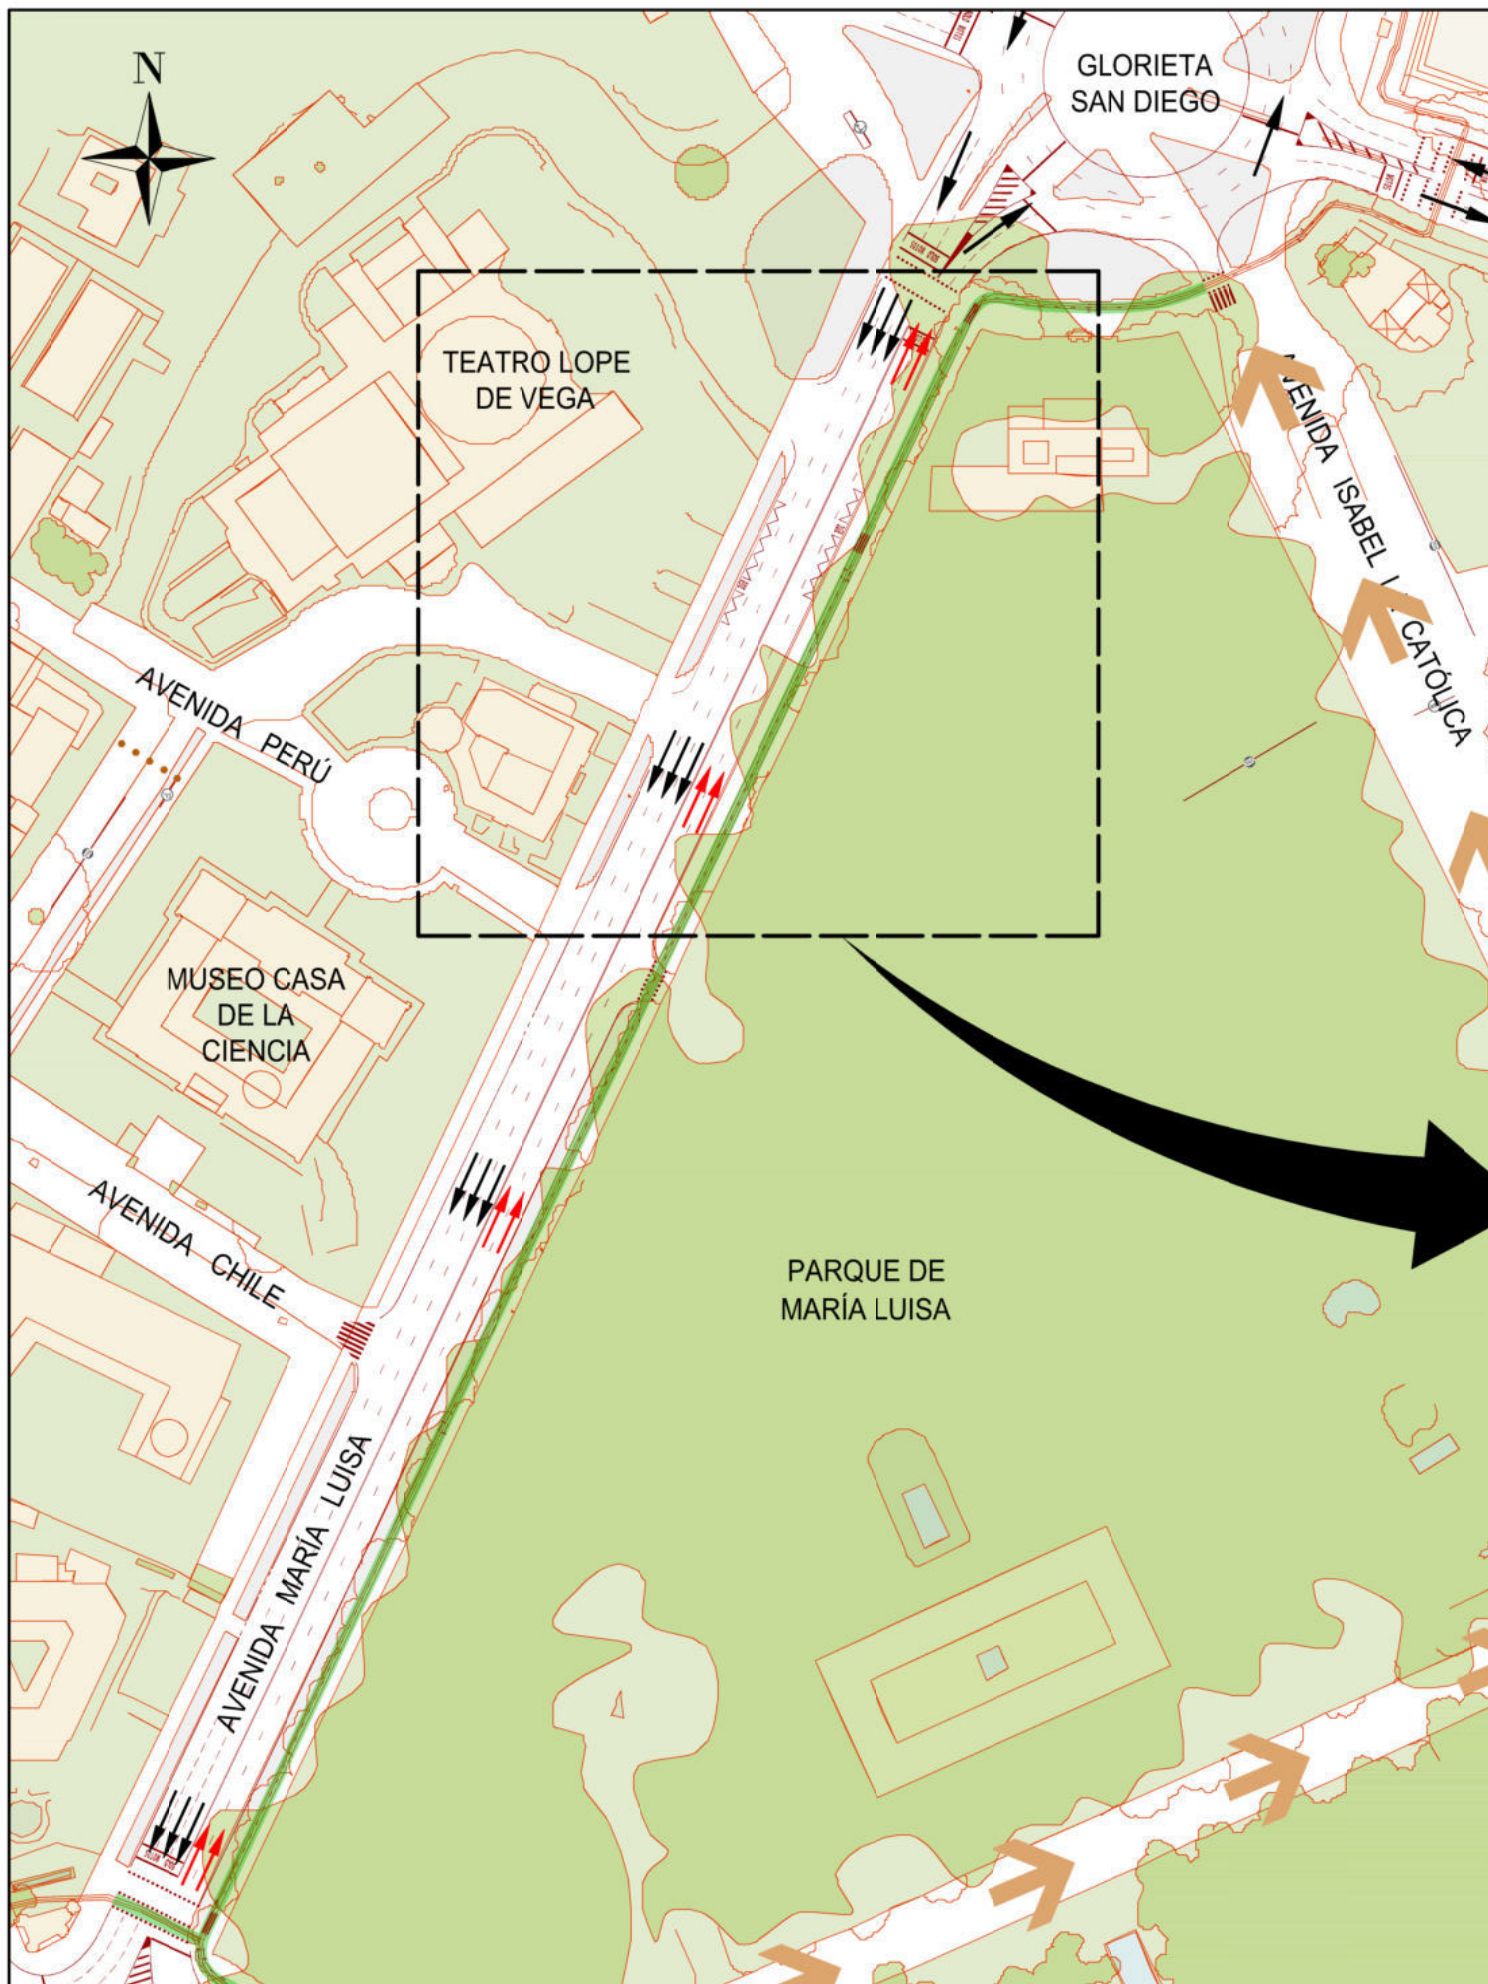 N
GLORIETA
SAN DIEGO
TEATRO LOPE
DE VEGA
AVENIDA ISABEL LA CATÓLICA
AVENIDA PERÚ
MUSEO CASA
DE LA
CIENCIA
AVENIDA CHILE
PARQUE DE
MARÍA LUISA
AVENIDA MARÍA LUISA